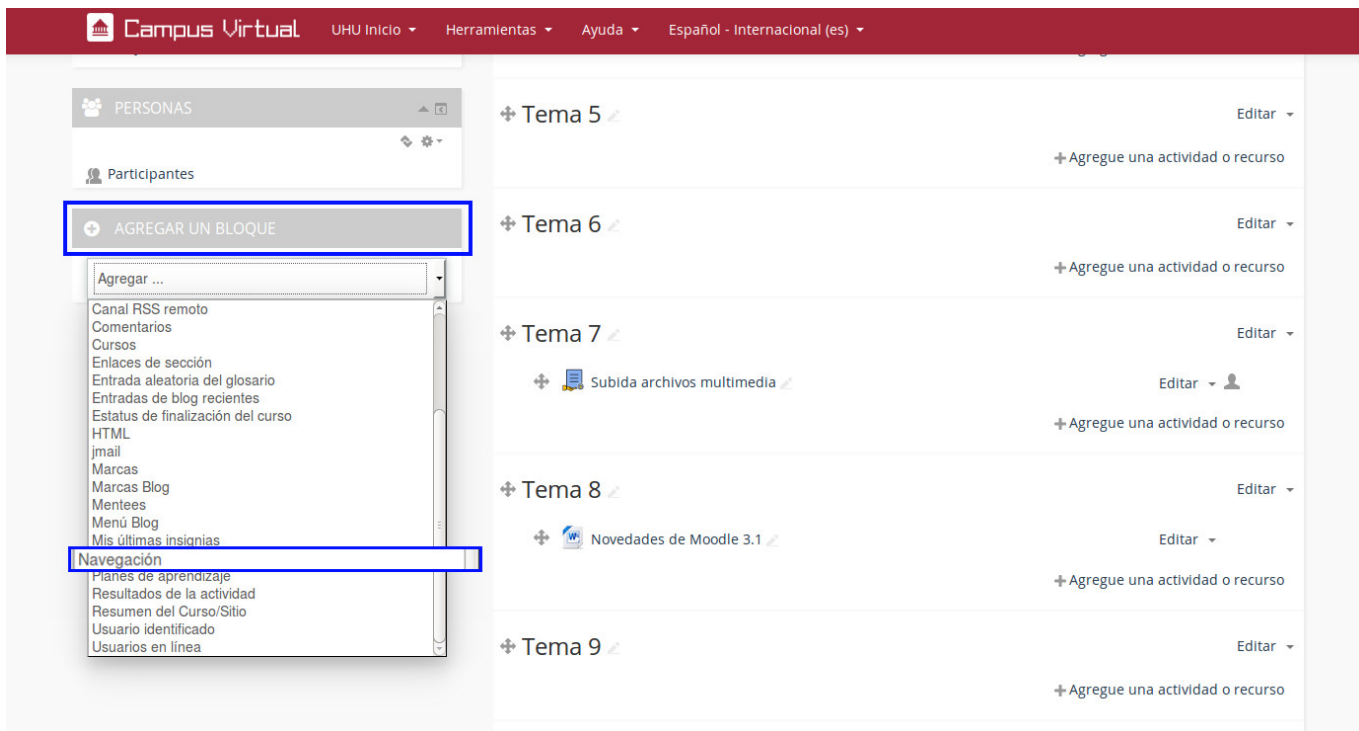 Campus Virtual UHU Inicio Herramientas Ayuda Español - Internacional (es)
PERSONAS
Participantes
AGREGAR UN BLOQUE
Agregar ...
Canal RSS remoto
Comentarios
Cursos
Enlaces de sección
Entrada aleatoria del glosario
Entradas de blog recientes
Estatus de finalización del curso
HTML
jmail
Marcas
Marcas Blog
Mentees
Menú Blog
Mis últimas insignias
Navegación
Planes de aprendizaje
Resultados de la actividad
Resumen del Curso/Sitio
Usuario identificado
Usuarios en línea
Tema 5 Editar
Agregue una actividad o recurso
Tema 6 Editar
Agregue una actividad o recurso
Tema 7 Editar
Subida archivos multimedia Editar
Agregue una actividad o recurso
Tema 8 Editar
Novedades de Moodle 3.1 Editar
Agregue una actividad o recurso
Tema 9 Editar
Agregue una actividad o recurso